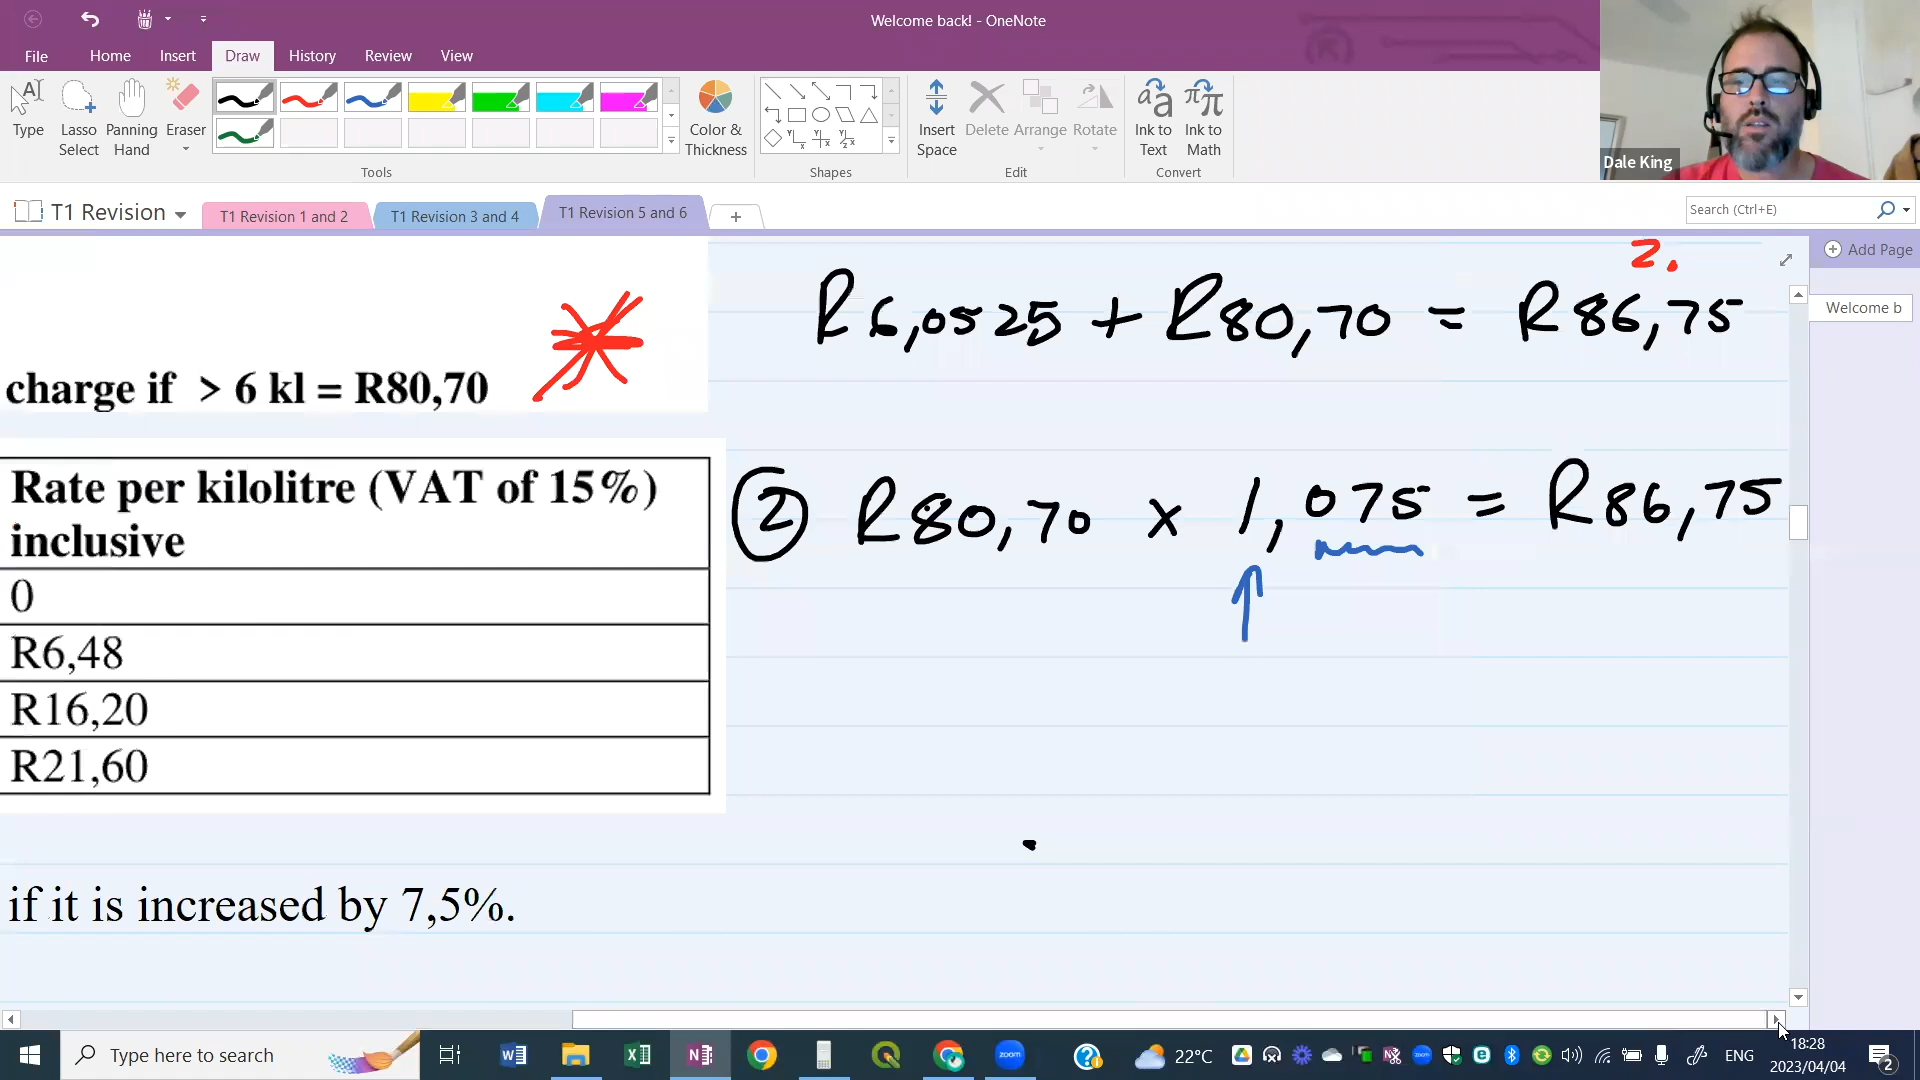 Welcome back! - OneNote
File
Home
Insert
Draw
History
Review
View
Type
Lasso
Select
Panning
Hand
Eraser
Color &
Thickness
Insert
Space
Delete
Arrange
Rotate
Ink to
Text
Ink to
Math
Tools
Shapes
Edit
Convert
Dale King
T1 Revision
T1 Revision 1 and 2
T1 Revision 3 and 4
T1 Revision 5 and 6
Search (Ctrl+E)
Add Page
Welcome b
2.
R6,0525 + R80,70 = R86,75
charge if > 6 kl = R80,70
Rate per kilolitre (VAT of 15%)
inclusive
0
R6,48
R16,20
R21,60
② R80,70 x 1,075 = R86,75
if it is increased by 7,5%.
Type here to search
zoom
22°C
ENG
18:28
2023/04/04
2